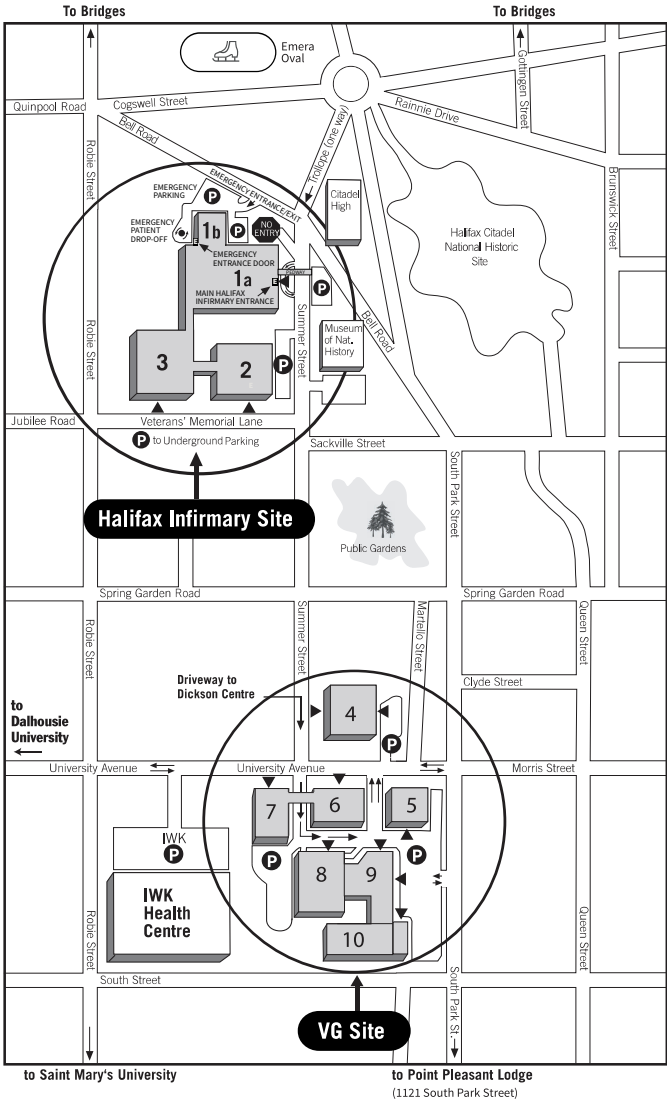 To Bridges
To Bridges
Emera
Oval
Gottingen Street
Quinpool Road
Cogswell Street
Rainnie Drive
Bell Road
Trollope (one way)
Robie Street
Brunswick Street
EMERGENCY ENTRANCE/EXIT
EMERGENCY
PARKING
P
Citadel
High
EMERGENCY
PATIENT
DROP-OFF
1b
P
NO
ENTRY
Halifax Citadel
National Historic
Site
EMERGENCY
ENTRANCE DOOR
1a
PEDWAY
E
E
MAIN HALIFAX
INFIRMARY ENTRANCE
P
Summer Street
Bell Road
Robie Street
Museum
of Nat.
History
3
2
P
Jubilee Road
Veterans' Memorial Lane
P to Underground Parking
Sackville Street
South Park Street
Halifax Infirmary Site
Public Gardens
Spring Garden Road
Spring Garden Road
Robie Street
Summer Street
Martello Street
Queen Street
Driveway to
Dickson Centre
Clyde Street
to
Dalhousie
University
4
P
University Avenue
University Avenue
Morris Street
7
6
5
IWK
P
P
P
8
9
IWK
Health
Centre
Robie Street
Queen Street
10
South Street
South Park St.
VG Site
to Saint Mary's University
to Point Pleasant Lodge
(1121 South Park Street)